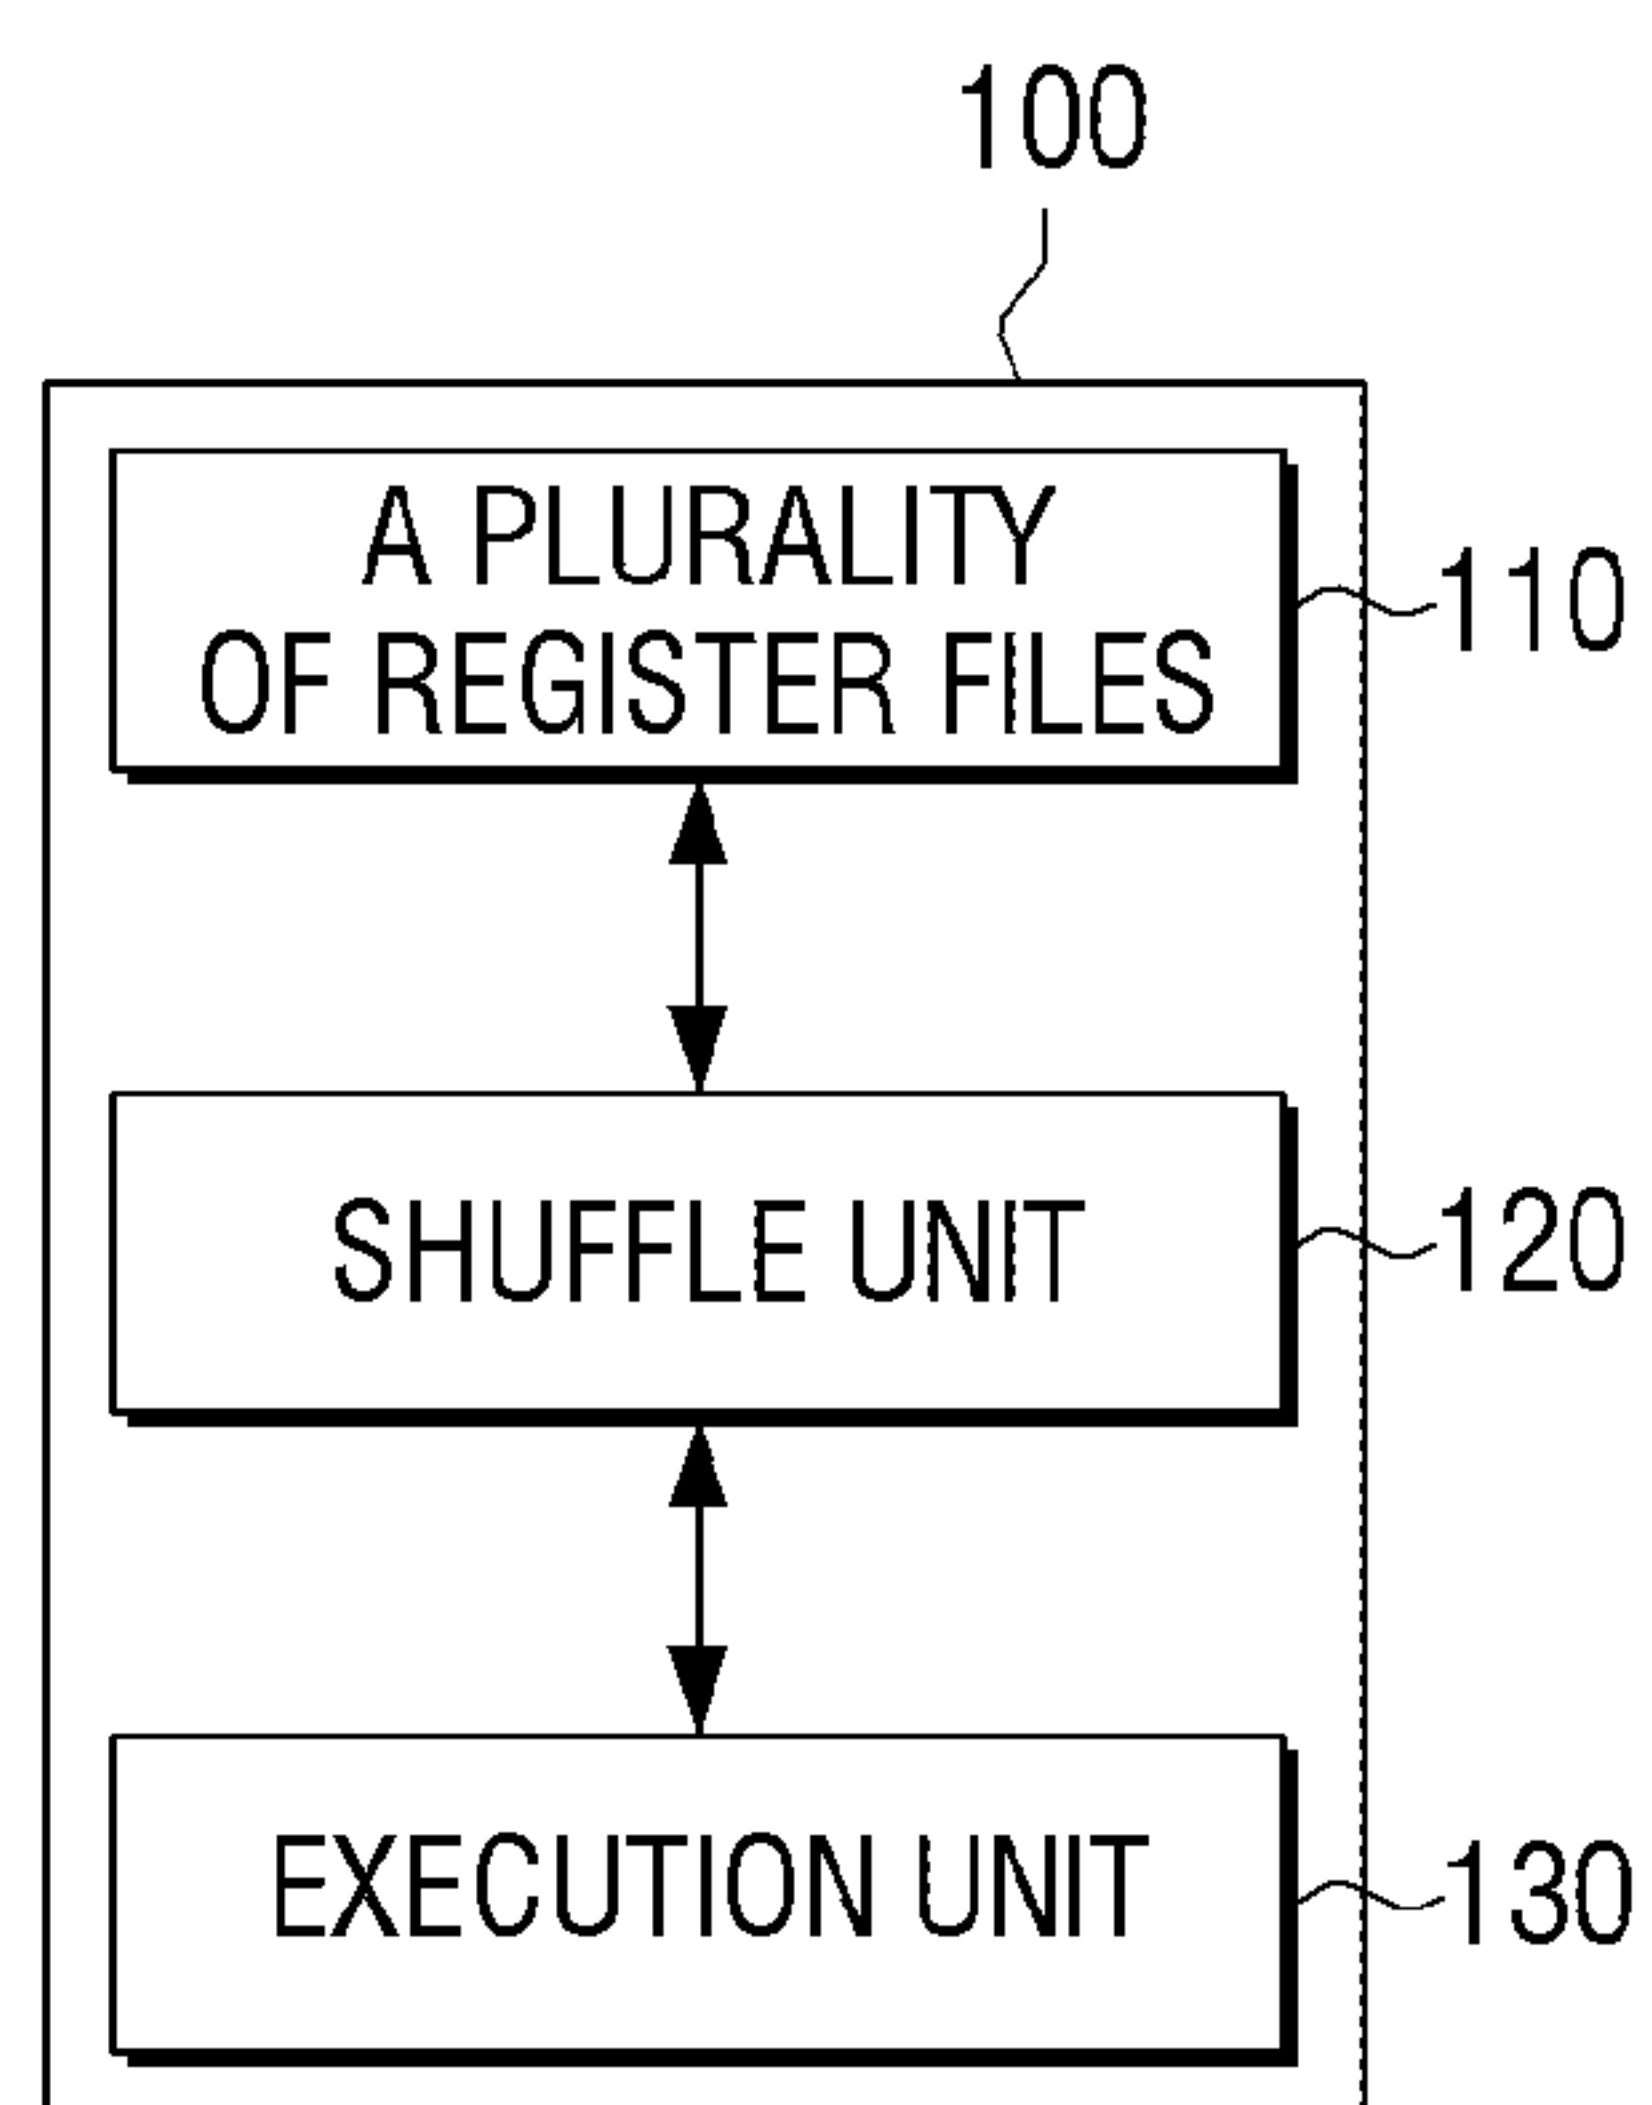 100
A PLURALITY
OF REGISTER FILES
110
SHUFFLE UNIT
120
EXECUTION UNIT
130